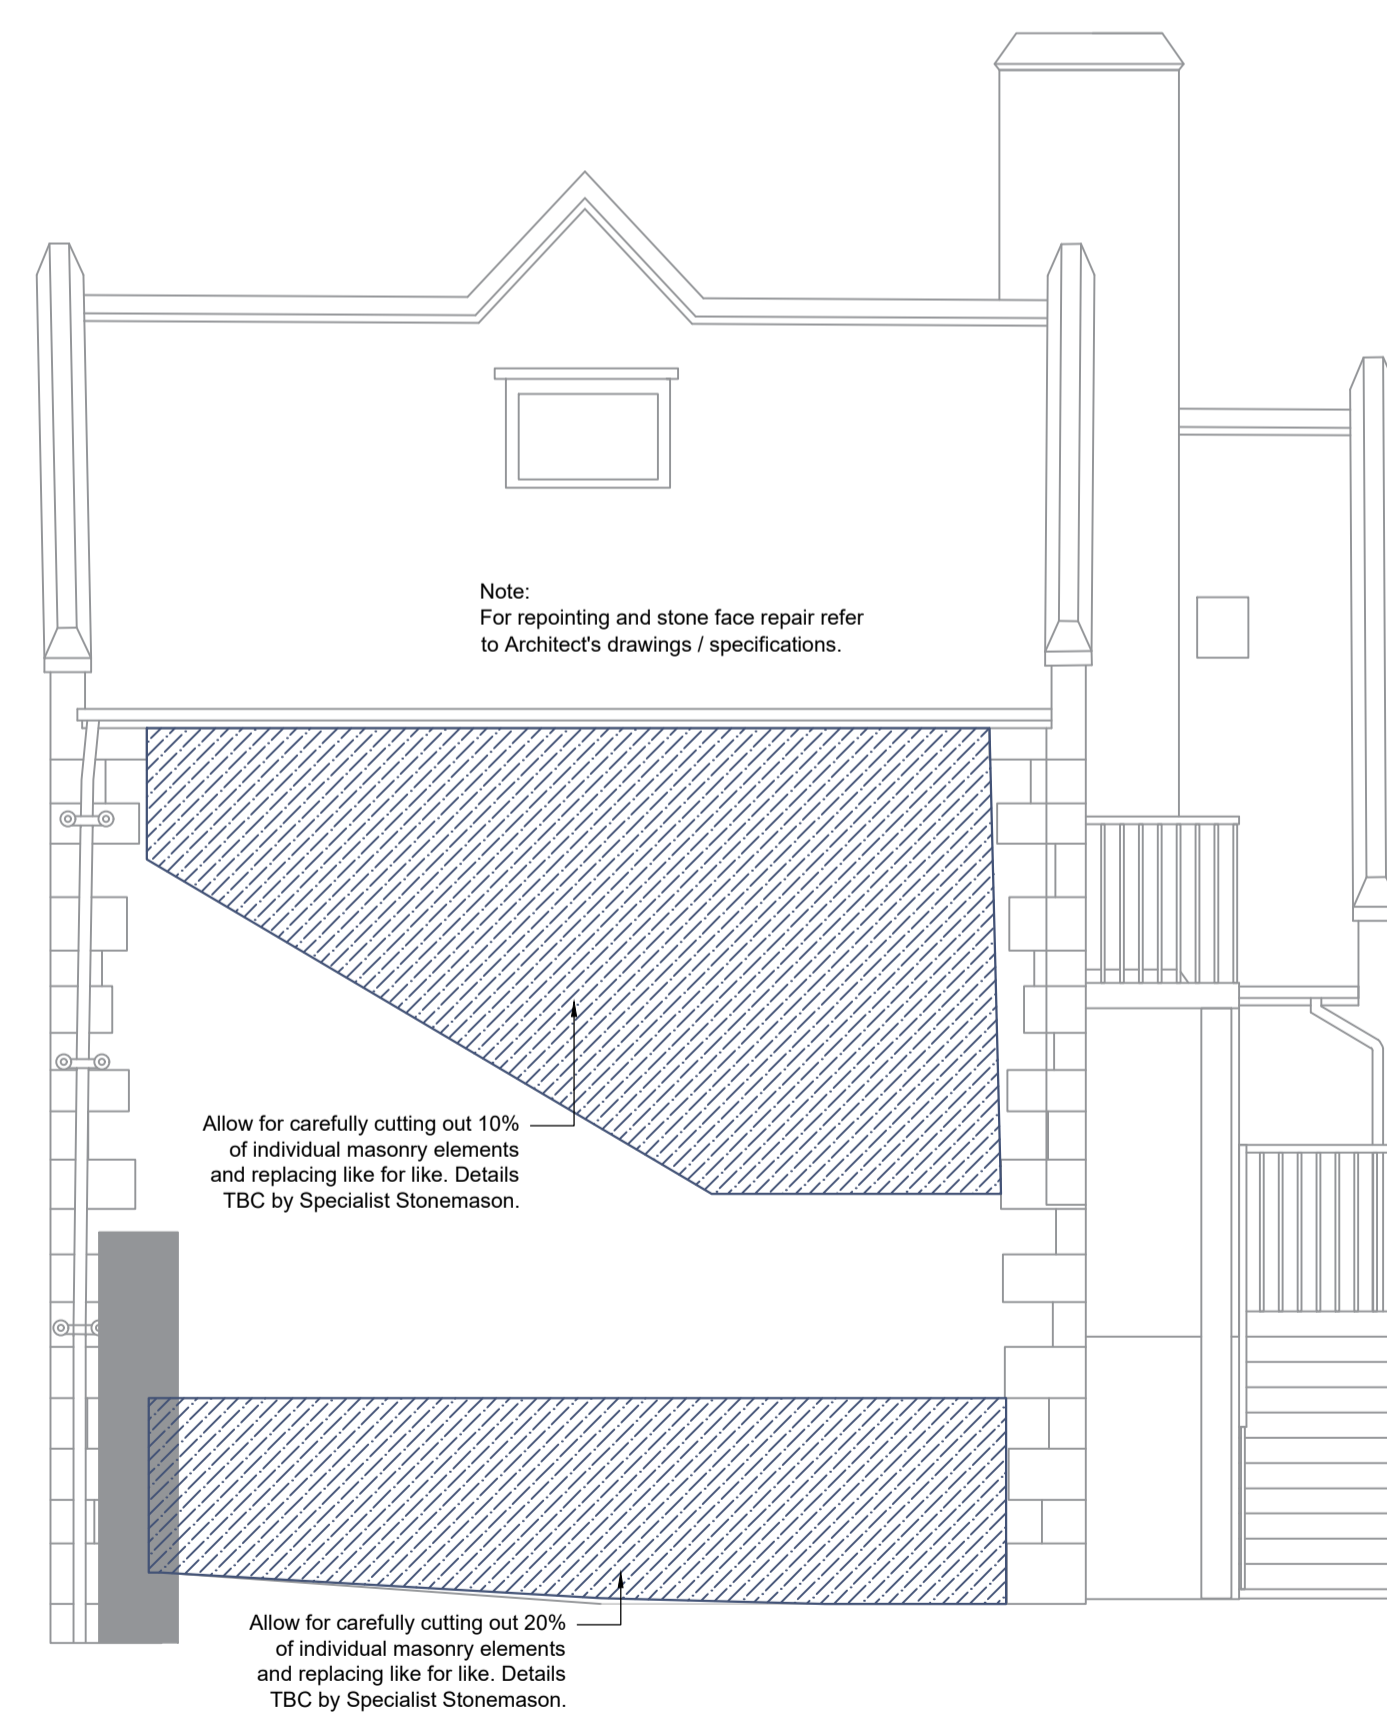 Note:
For repointing and stone face repair refer
to Architect's drawings / specifications.
Allow for carefully cutting out 10%
of individual masonry elements
and replacing like for like. Details
TBC by Specialist Stonemason.
Allow for carefully cutting out 20%
of individual masonry elements
and replacing like for like. Details
TBC by Specialist Stonemason.